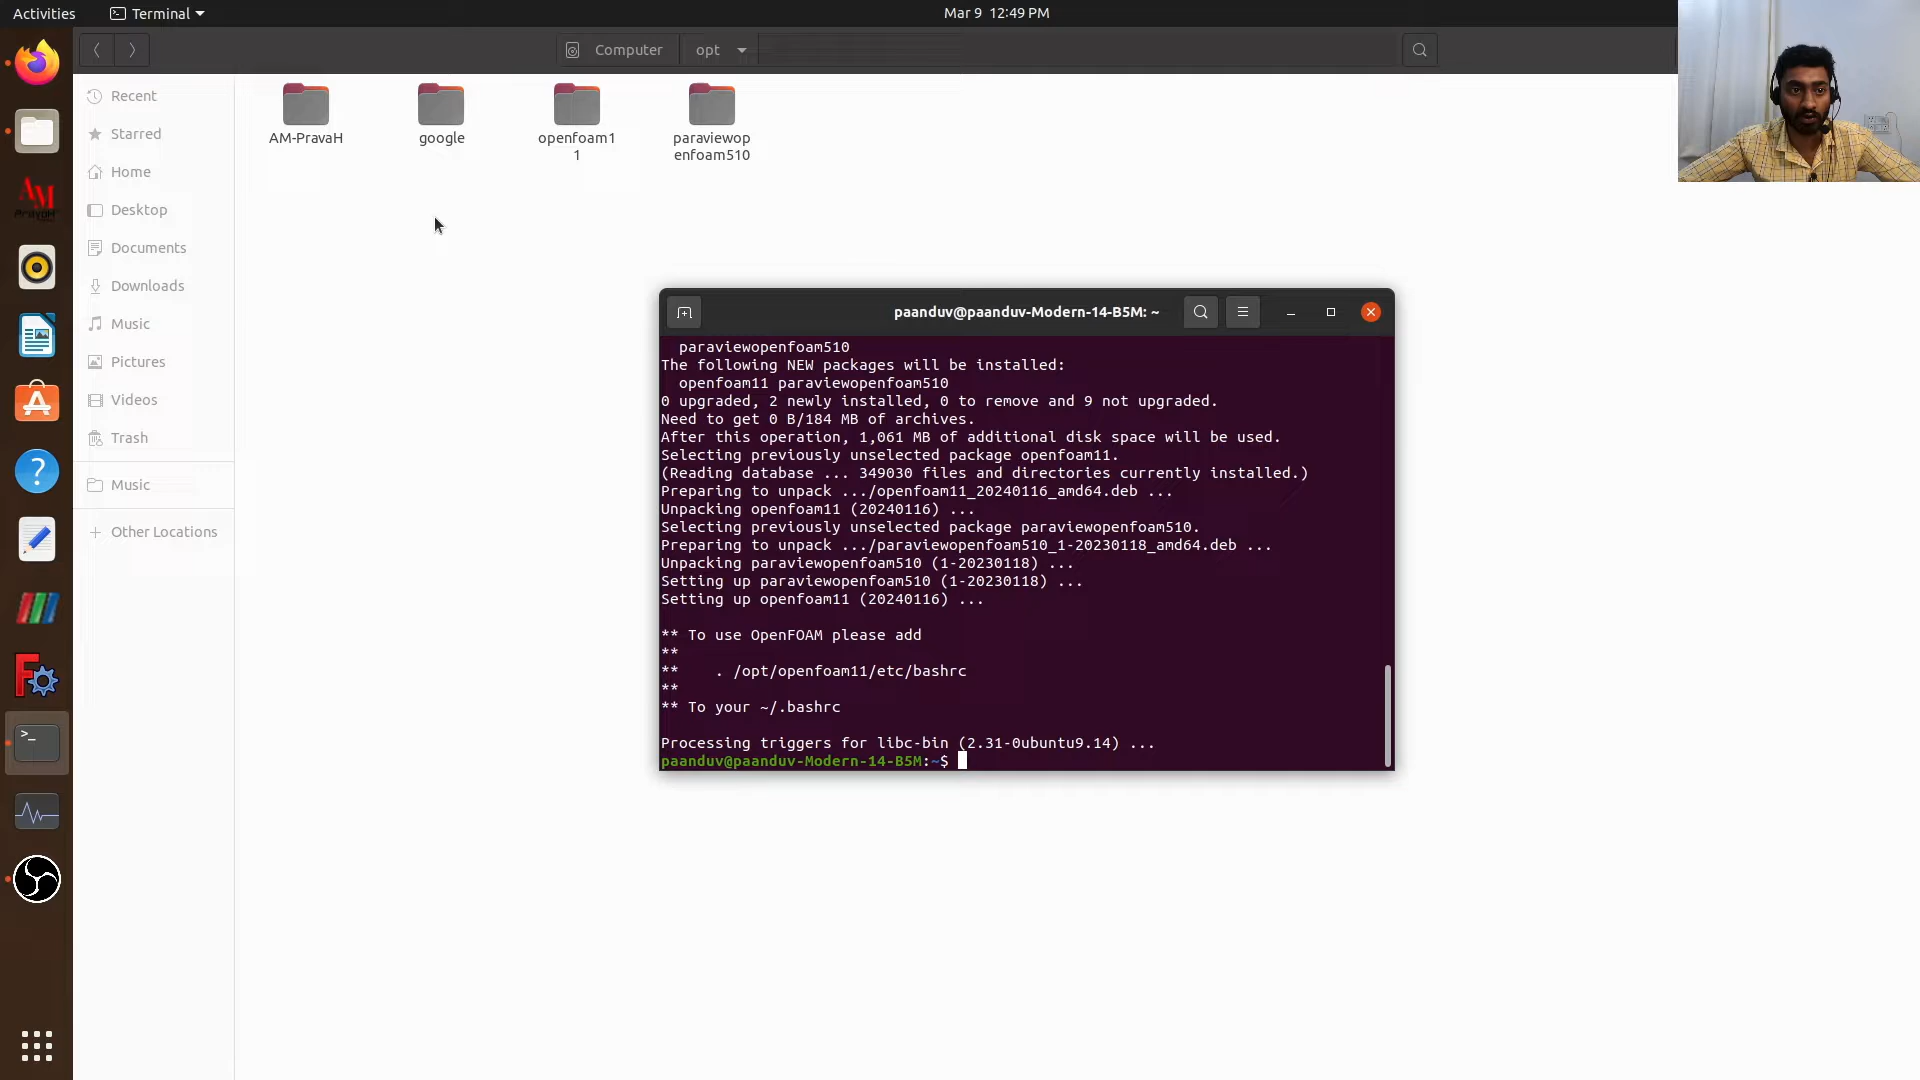 Activities
Terminal
Mar 9 12:49 PM
Computer
opt
Recent
Starred
Home
Desktop
Documents
Downloads
Music
Pictures
Videos
Trash
Music
Other Locations
AM-PravaH
google
openfoam1
1
paraviewop
enfoam510
AM
PravaH
paanduv@paanduv-Modern-14-B5M: ~
paraviewopenfoam510
The following NEW packages will be installed:
openfoam11 paraviewopenfoam510
0 upgraded, 2 newly installed, 0 to remove and 9 not upgraded.
Need to get 0 B/184 MB of archives.
After this operation, 1,061 MB of additional disk space will be used.
Selecting previously unselected package openfoam11.
(Reading database ... 349030 files and directories currently installed.)
Preparing to unpack .../openfoam11_20240116_amd64.deb ...
Unpacking openfoam11 (20240116) ...
Selecting previously unselected package paraviewopenfoam510.
Preparing to unpack .../paraviewopenfoam510_1-20230118_amd64.deb ...
Unpacking paraviewopenfoam510 (1-20230118) ...
Setting up paraviewopenfoam510 (1-20230118) ...
Setting up openfoam11 (20240116) ...
** To use OpenFOAM please add
**
** . /opt/openfoam11/etc/bashrc
**
** To your ~/.bashrc
Processing triggers for libc-bin (2.31-0ubuntu9.14) ...
paanduv@paanduv-Modern-14-B5M:~$